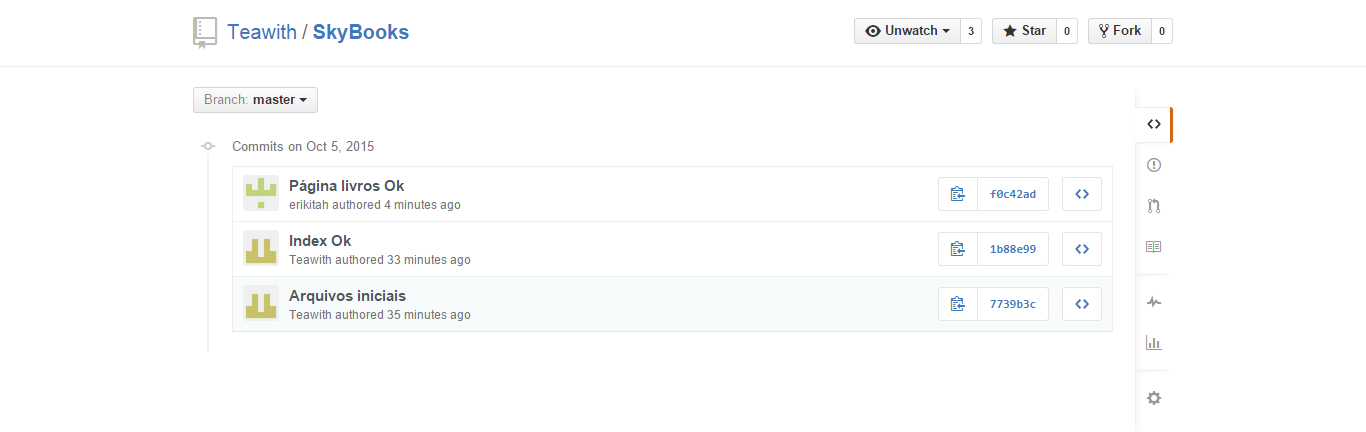 Teawith / SkyBooks
Unwatch 3 Star 0 Fork 0
Branch: master
Commits on Oct 5, 2015
Página livros Ok
erikitah authored 4 minutes ago
f0c42ad
Index Ok
Teawith authored 33 minutes ago
1b88e99
Arquivos iniciais
Teawith authored 35 minutes ago
7739b3c